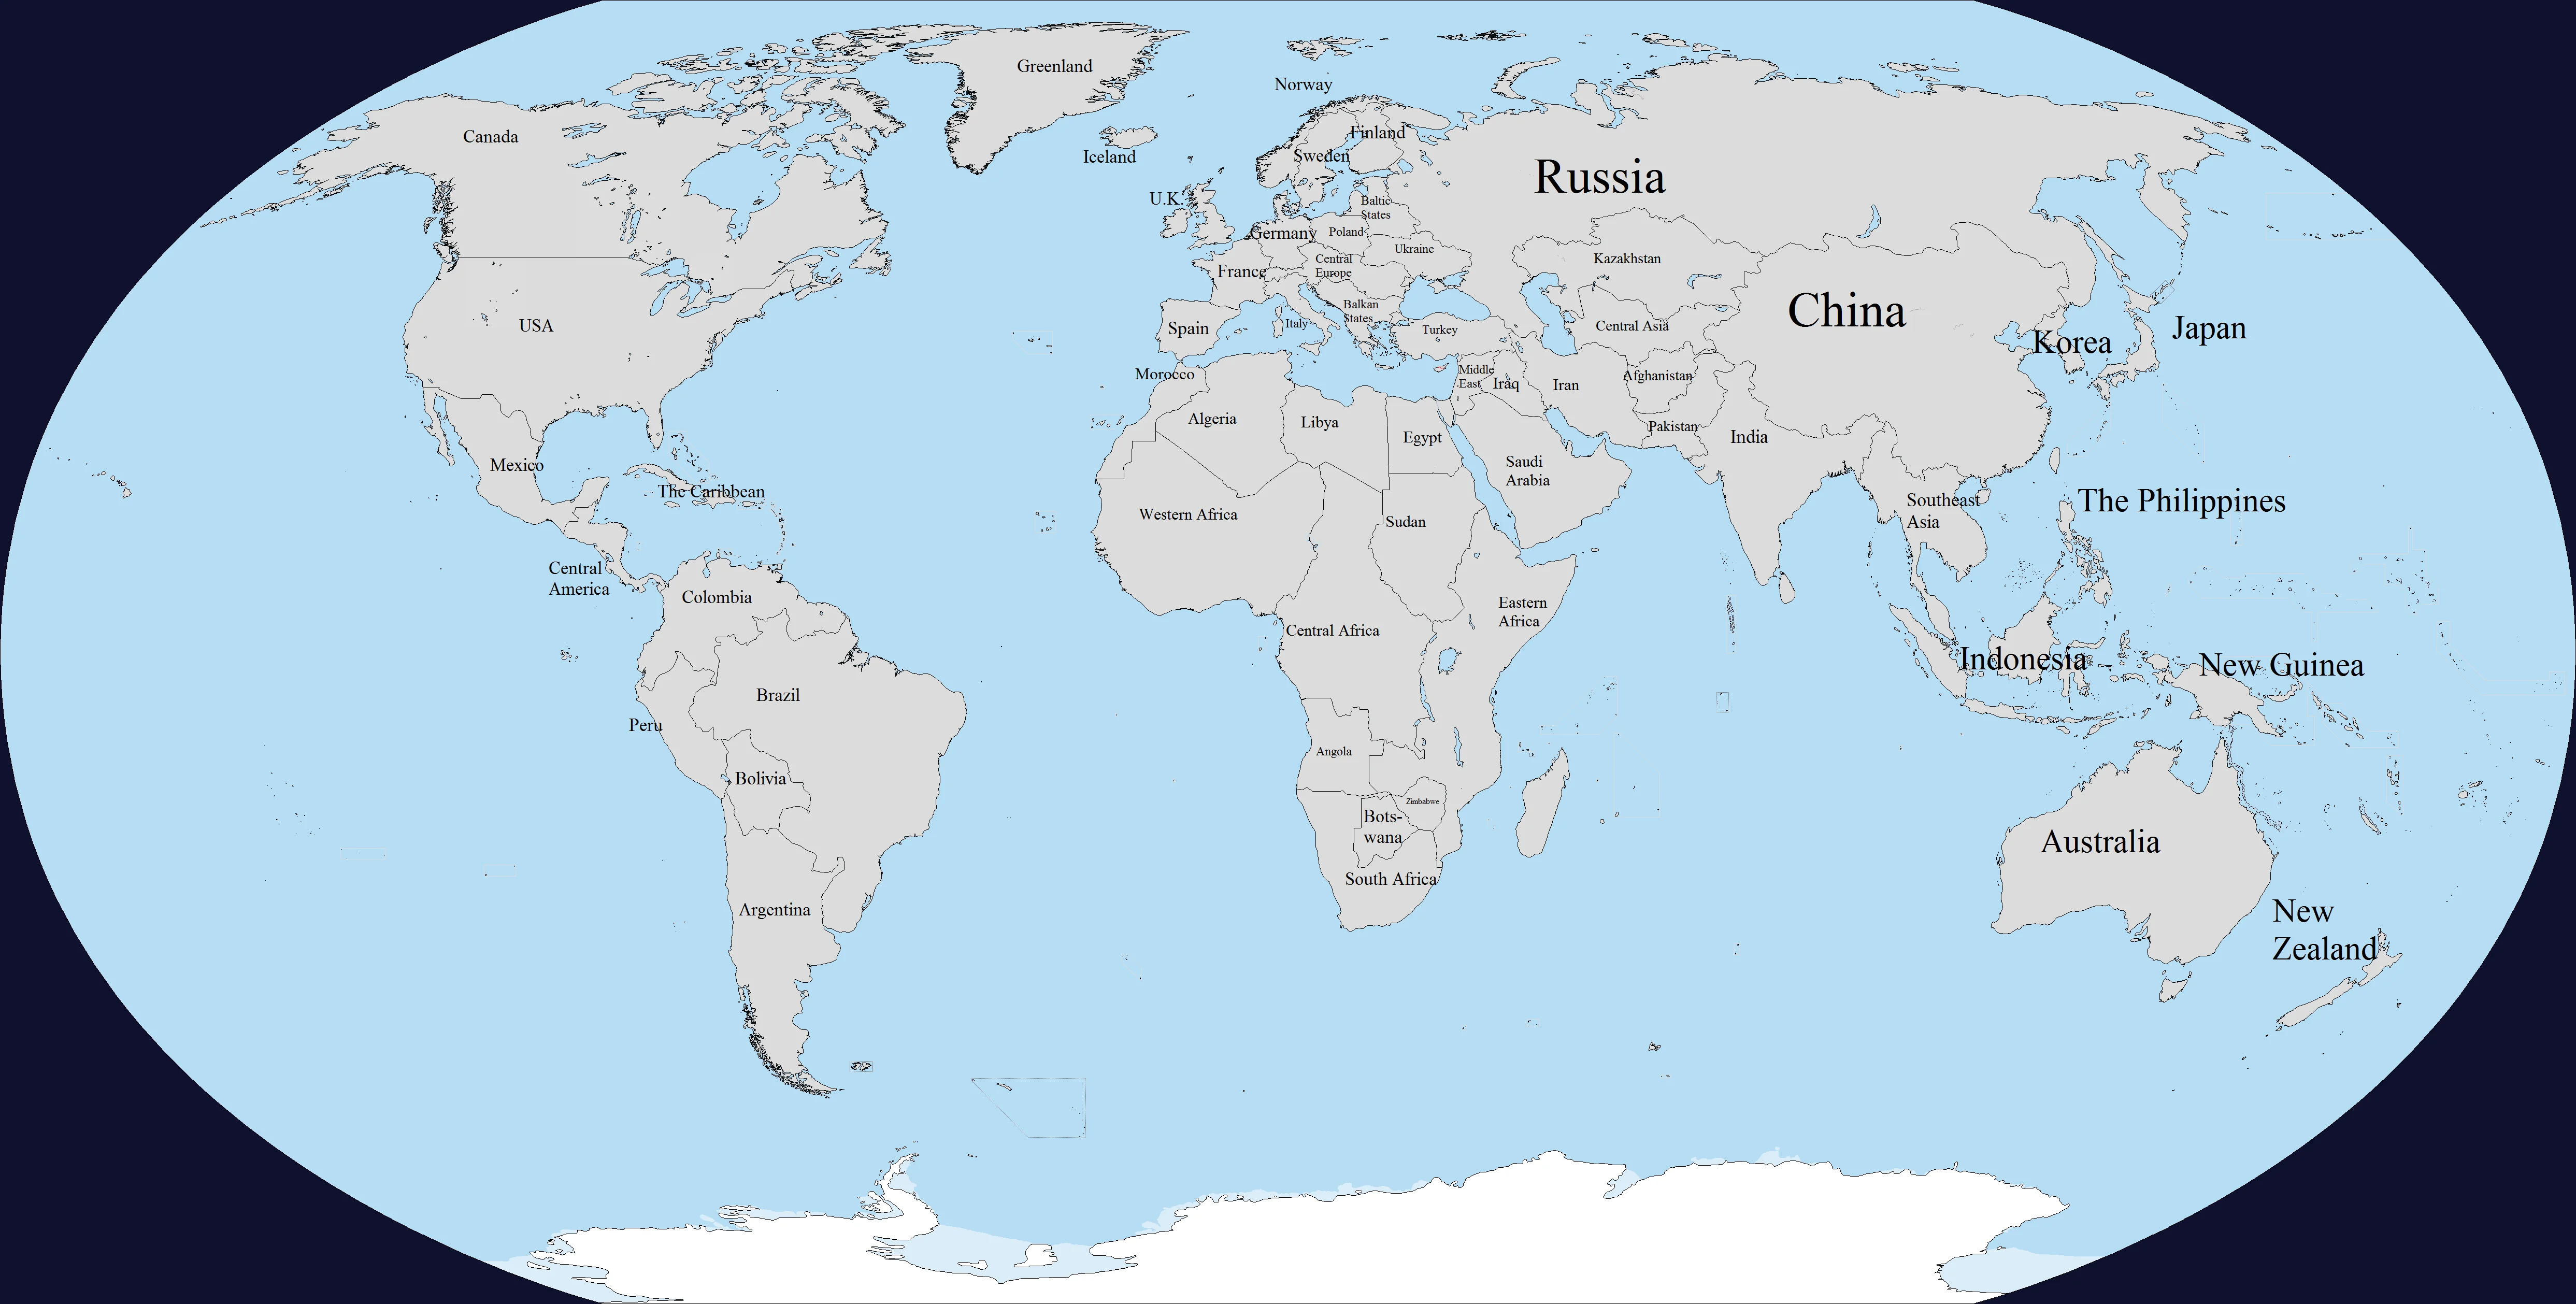 Greenland
Norway
Canada
Finland
Iceland
Sweden
Russia
U.K.
Baltic
States
Germany
Poland
Ukraine
France
Central
Europe
Kazakhstan
Balkan
States
China
USA
Spain
Italy
Turkey
Central Asia
Korea
Japan
Morocco
Middle
East
Iraq
Iran
Afghanistan
Algeria
Libya
Egypt
Pakistan
India
Mexico
Saudi
Arabia
The Caribbean
Southeast
Asia
The Philippines
Western Africa
Sudan
Central
America
Colombia
Eastern
Africa
Central Africa
Indonesia
New Guinea
Brazil
Peru
Angola
Bolivia
Zimbabwe
Bots-
wana
Australia
South Africa
Argentina
New
Zealand